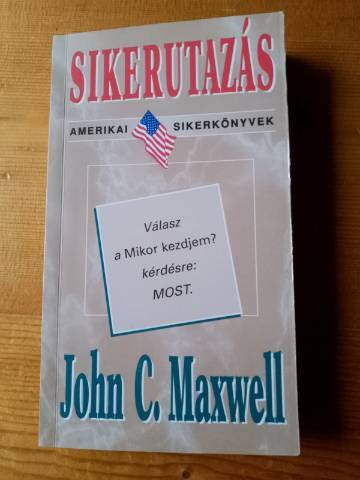 SIKERUTAZÁS
AMERIKAI SIKERKÖNYVEK
Válasz
a Mikor kezdjem?
kérdésre:
MOST.
John C. Maxwell